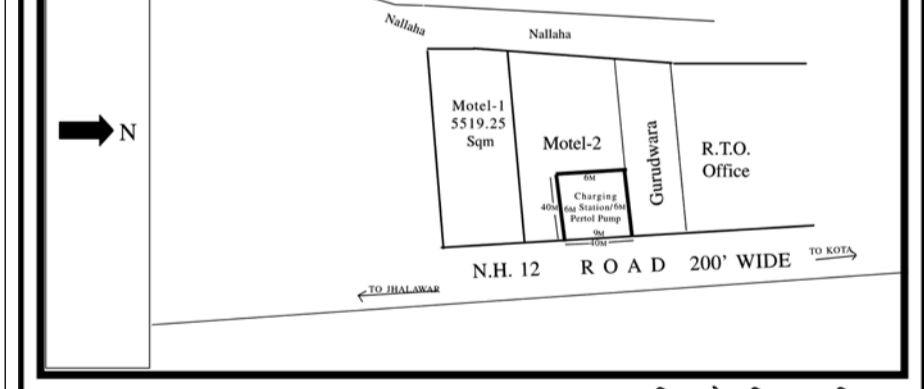 Nallaha
Nallaha
N
Motel-1
5519.25
Sqm
Motel-2
Gurudwara
R.T.O.
Office
6M
Charging
40M 6M Station/6M
Pertol Pump
9M
40M
N.H. 12 ROAD 200' WIDE
TO KOTA
TO JHALAWAR